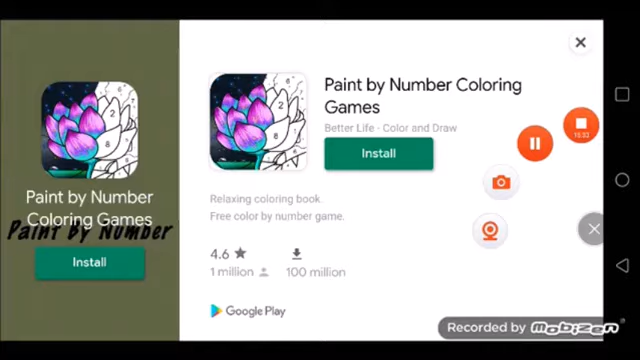 Paint by Number
Coloring Games
Paint by Number
Install
2
8
Paint by Number Coloring
Games
Better Life - Color and Draw
Install
Relaxing coloring book.
Free color by number game.
4.6 ★
1 million
100 million
Google Play
Recorded by Mobizen